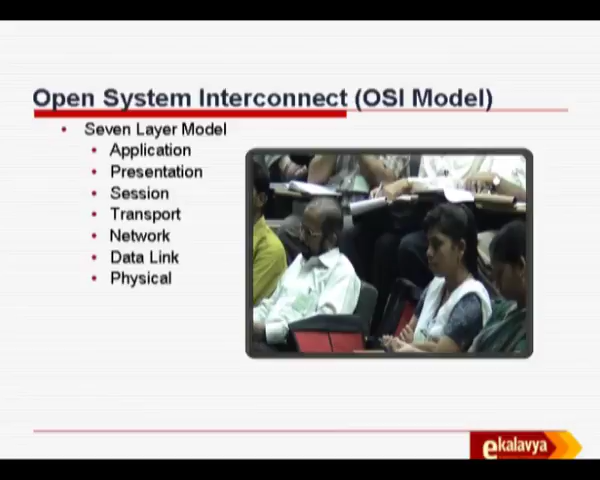 Open System Interconnect (OSI Model)
• Seven Layer Model
• Application
• Presentation
• Session
• Transport
• Network
• Data Link
• Physical
ekalavya